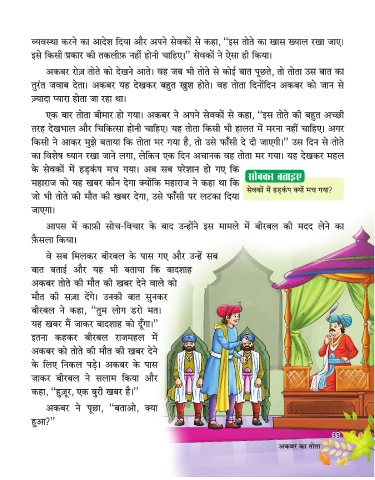 व्यवस्था करने का आदेश दिया और अपने सेवकों से कहा, "इस तोते का खास ख्याल रखा जाए।
इसे किसी प्रकार की तकलीफ़ नहीं होनी चाहिए।" सेवकों ने ऐसा ही किया।
अकबर रोज़ तोते को देखने आते। वह जब भी तोते से कोई बात पूछते, तो तोता उस बात का
तुरंत जवाब देता। अकबर यह देखकर बहुत खुश होते। वह तोता दिनोंदिन अकबर को जान से
ज़्यादा प्यारा होता जा रहा था।
एक बार तोता बीमार हो गया। अकबर ने अपने सेवकों से कहा, "इस तोते की बहुत अच्छी
तरह देखभाल और चिकित्सा होनी चाहिए। यह तोता किसी भी हालत में मरना नहीं चाहिए। अगर
किसी ने आकर मुझे बताया कि तोता मर गया है, तो उसे फाँसी दे दी जाएगी।" उस दिन से तोते
का विशेष ध्यान रखा जाने लगा, लेकिन एक दिन अचानक वह तोता मर गया। यह देखकर महल
के सेवकों में हड़कंप मच गया। अब सब परेशान हो गए कि
महाराज को यह खबर कौन देगा क्योंकि महाराज ने कहा था कि
जो भी तोते की मौत की खबर देगा, उसे फाँसी पर लटका दिया
जाएगा।
सोचकर बताइए
सेवकों में हड़कंप क्यों मच गया?
आपस में काफ़ी सोच-विचार के बाद उन्होंने इस मामले में बीरबल की मदद लेने का
फ़ैसला किया।
वे सब मिलकर बीरबल के पास गए और उन्हें सब
बात बताई और यह भी बताया कि बादशाह
अकबर तोते की मौत की खबर देने वाले को
मौत की सज़ा देंगे। उनकी बात सुनकर
बीरबल ने कहा, "तुम लोग डरो मत।
यह खबर मैं जाकर बादशाह को दूँगा।"
इतना कहकर बीरबल राजमहल में
अकबर को तोते की मौत की खबर देने
के लिए निकल पड़े। अकबर के पास
जाकर बीरबल ने सलाम किया और
कहा, "हुज़ूर, एक बुरी खबर है।"
अकबर ने पूछा, "बताओ, क्या
हुआ?"
35
अकबर का तोता